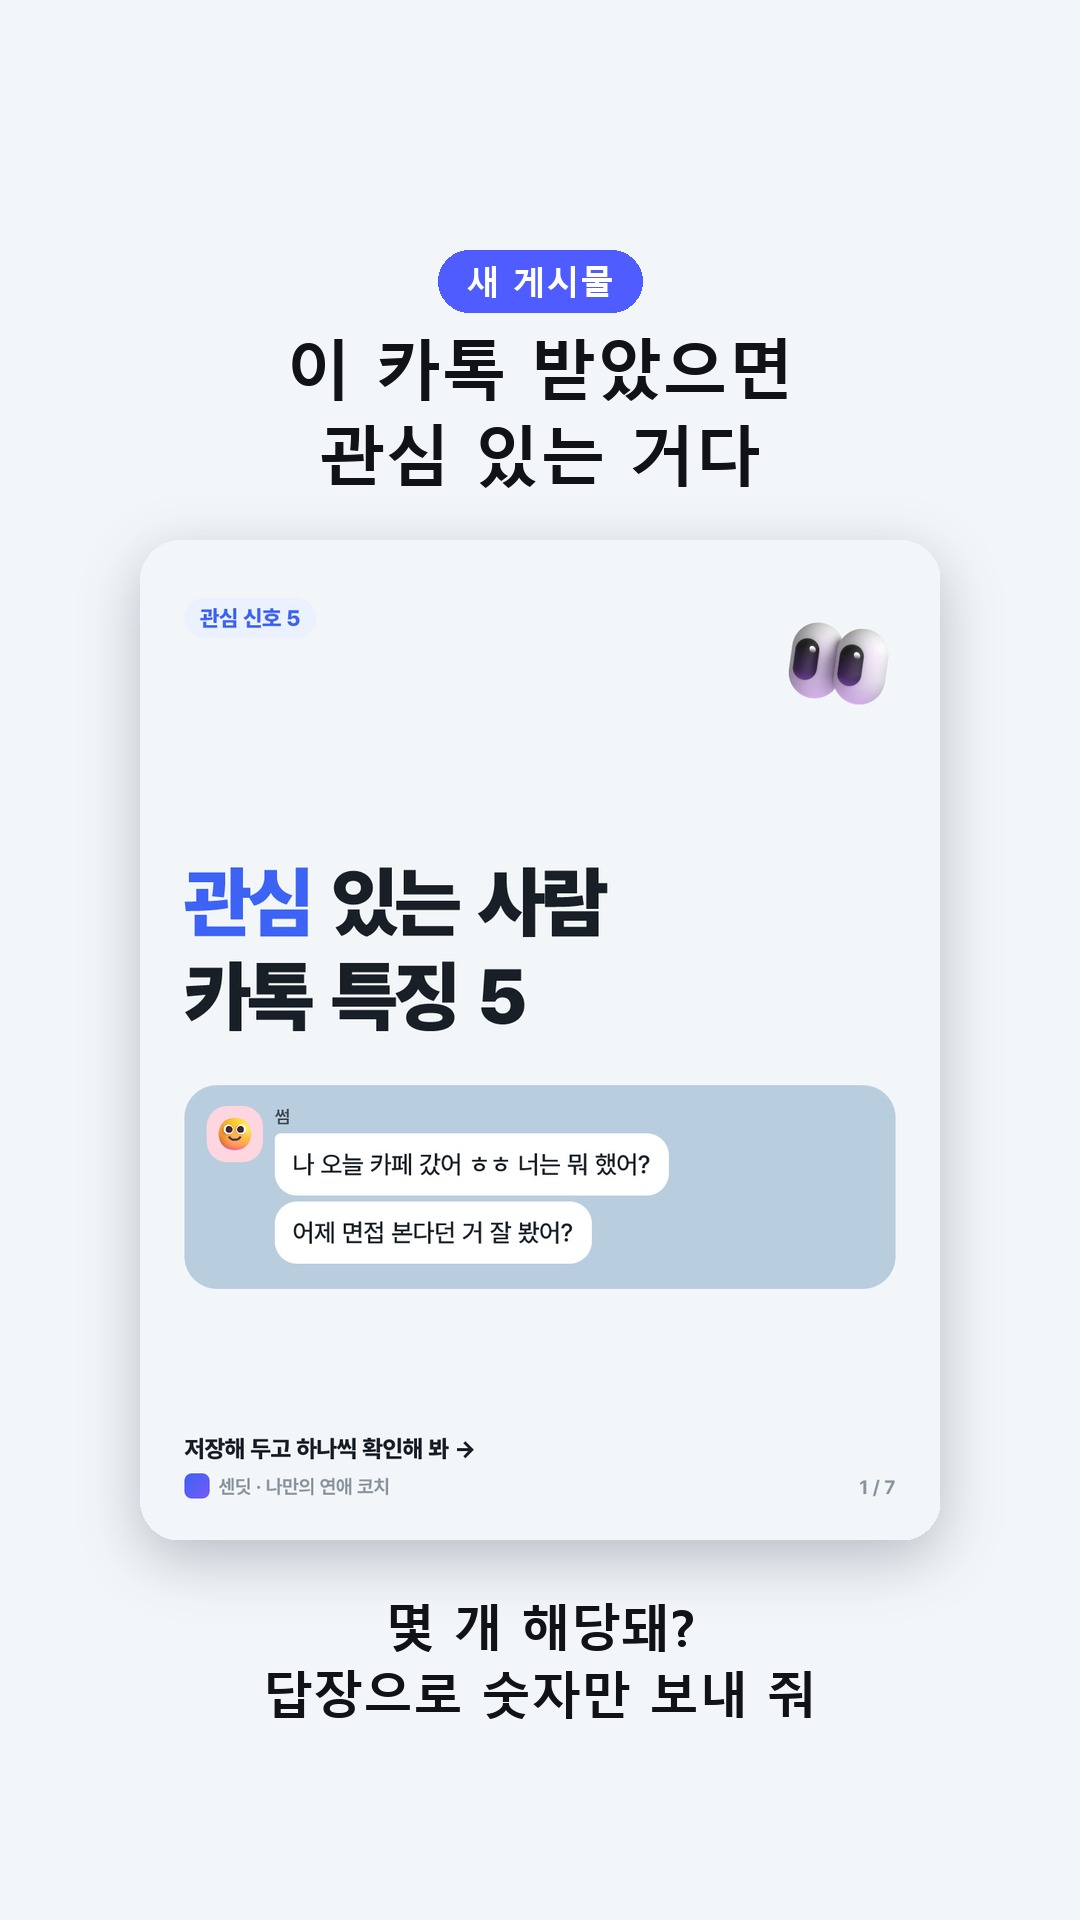 새 게시물
이 카톡 받았으면
관심 있는 거다
관심 신호 5
관심 있는 사람
카톡 특징 5
썸
나 오늘 카페 갔어 ㅎㅎ 너는 뭐 했어?
어제 면접 본다던 거 잘 봤어?
저장해 두고 하나씩 확인해 봐 →
센딧 · 나만의 연애 코치
1 / 7
몇 개 해당돼?
답장으로 숫자만 보내 줘